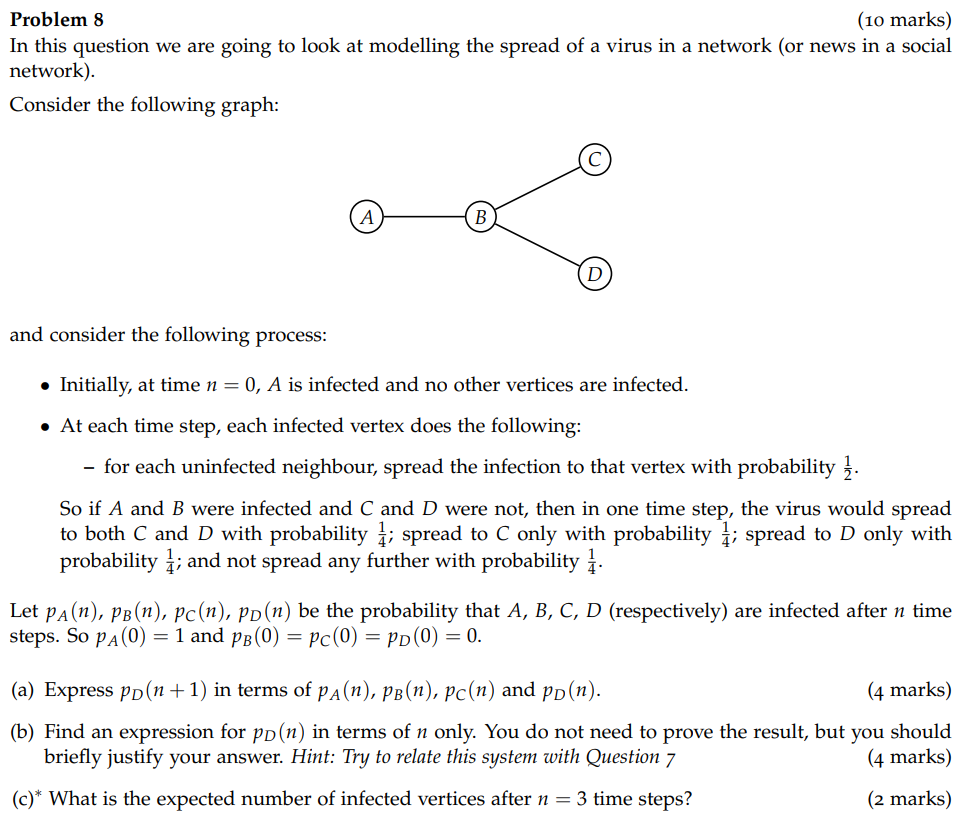 Problem 8 (10 marks)
In this question we are going to look at modelling the spread of a virus in a network (or news in a social
network).
Consider the following graph:
C
A B
D
and consider the following process:
• Initially, at time n = 0, A is infected and no other vertices are infected.
• At each time step, each infected vertex does the following:
– for each uninfected neighbour, spread the infection to that vertex with probability 1/2.
So if A and B were infected and C and D were not, then in one time step, the virus would spread
to both C and D with probability 1/4; spread to C only with probability 1/4; spread to D only with
probability 1/4; and not spread any further with probability 1/4.
Let p_A(n), p_B(n), p_C(n), p_D(n) be the probability that A, B, C, D (respectively) are infected after n time
steps. So p_A(0) = 1 and p_B(0) = p_C(0) = p_D(0) = 0.
(a) Express p_D(n + 1) in terms of p_A(n), p_B(n), p_C(n) and p_D(n). (4 marks)
(b) Find an expression for p_D(n) in terms of n only. You do not need to prove the result, but you should
briefly justify your answer. Hint: Try to relate this system with Question 7 (4 marks)
(c)* What is the expected number of infected vertices after n = 3 time steps? (2 marks)